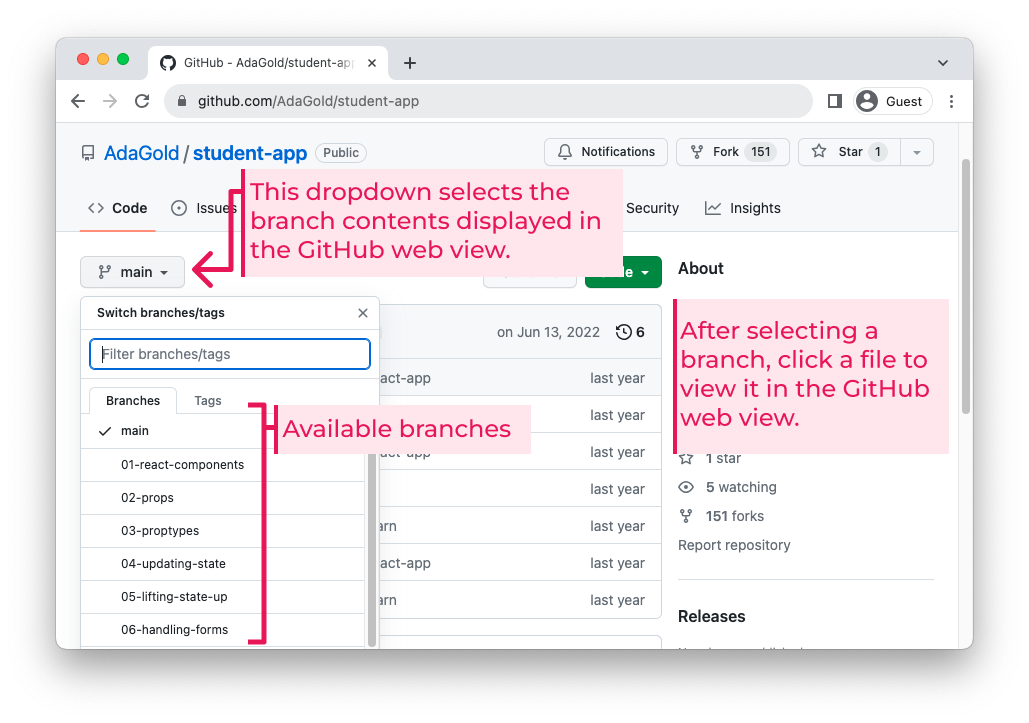 GitHub - AdaGold/student-app
github.com/AdaGold/student-app
Guest
AdaGold / student-app Public
Notifications
Fork 151
Star 1
Code
Issues
Security
Insights
This dropdown selects the
branch contents displayed in
the GitHub web view.
main
About
Switch branches/tags
Filter branches/tags
on Jun 13, 2022
6
After selecting a
branch, click a file to
view it in the GitHub
web view.
act-app
last year
Branches
Tags
last year
Available branches
main
act-app
last year
1 star
01-react-components
5 watching
02-props
last year
151 forks
03-proptypes
arn
last year
Report repository
04-updating-state
act-app
last year
05-lifting-state-up
arn
last year
06-handling-forms
Releases